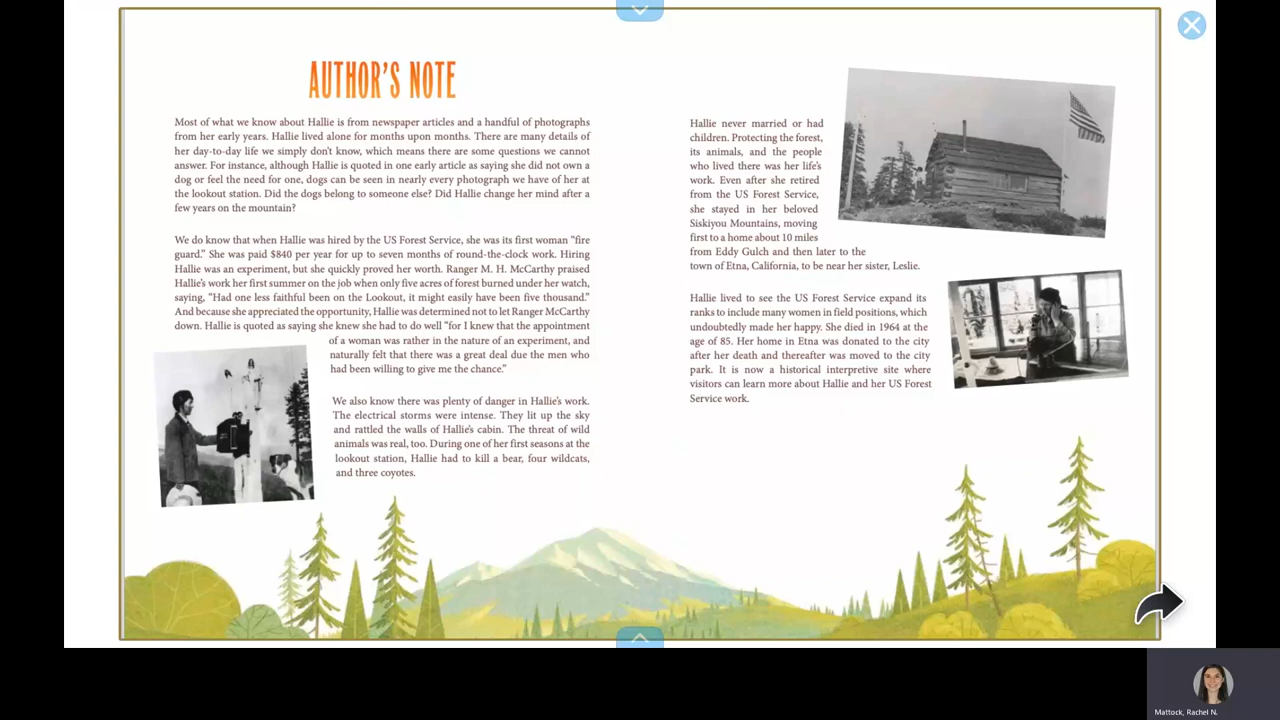 AUTHOR'S NOTE
Most of what we know about Hallie is from newspaper articles and a handful of photographs
from her early years. Hallie lived alone for months upon months. There are many details of
her day-to-day life we simply don't know, which means there are some questions we cannot
answer. For instance, although Hallie is quoted in one early article as saying she did not own a
dog or feel the need for one, dogs can be seen in nearly every photograph we have of her at
the lookout station. Did the dogs belong to someone else? Did Hallie change her mind after a
few years on the mountain?
We do know that when Hallie was hired by the US Forest Service, she was its first woman “fire
guard.” She was paid $840 per year for up to seven months of round-the-clock work. Hiring
Hallie was an experiment, but she quickly proved her worth. Ranger M. H. McCarthy praised
Hallie's work her first summer on the job when only five acres of forest burned under her watch,
saying, “Had one less faithful been on the Lookout, it might easily have been five thousand.”
And because she appreciated the opportunity, Hallie was determined not to let Ranger McCarthy
down. Hallie is quoted as saying she knew she had to do well “for I knew that the appointment
of a woman was rather in the nature of an experiment, and
naturally felt that there was a great deal due the men who
had been willing to give me the chance.”
We also know there was plenty of danger in Hallie's work.
The electrical storms were intense. They lit up the sky
and rattled the walls of Hallie's cabin. The threat of wild
animals was real, too. During one of her first seasons at the
lookout station, Hallie had to kill a bear, four wildcats,
and three coyotes.
Hallie never married or had
children. Protecting the forest,
its animals, and the people
who lived there was her life's
work. Even after she retired
from the US Forest Service,
she stayed in her beloved
Siskiyou Mountains, moving
first to a home about 10 miles
from Eddy Gulch and then later to the
town of Etna, California, to be near her sister, Leslie.
Hallie lived to see the US Forest Service expand its
ranks to include many women in field positions, which
undoubtedly made her happy. She died in 1964 at the
age of 85. Her home in Etna was donated to the city
after her death and thereafter was moved to the city
park. It is now a historical interpretive site where
visitors can learn more about Hallie and her US Forest
Service work.
Mattock, Rachel N.